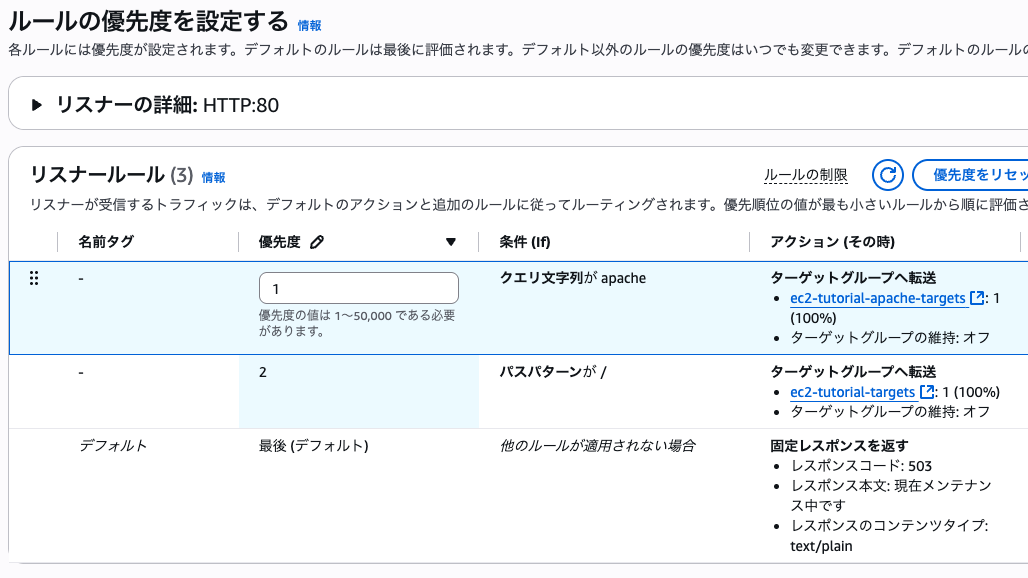 ルールの優先度を設定する 情報
各ルールには優先度が設定されます。デフォルトのルールは最後に評価されます。デフォルト以外のルールの優先度はいつでも変更できます。デフォルトのルールの
リスナーの詳細: HTTP:80
リスナールール (3) 情報
ルールの制限
優先度をリセッ
リスナーが受信するトラフィックは、デフォルトのアクションと追加のルールに従ってルーティングされます。優先順位の値が最も小さいルールから順に評価さ
名前タグ 優先度 条件 (If) アクション (その時)
- 1 クエリ文字列が apache ターゲットグループへ転送
優先度の値は 1〜50,000 である必要
があります。
• ec2-tutorial-apache-targets : 1
(100%)
• ターゲットグループの維持: オフ
- 2 パスパターンが / ターゲットグループへ転送
• ec2-tutorial-targets : 1 (100%)
• ターゲットグループの維持: オフ
デフォルト 最後 (デフォルト) 他のルールが適用されない場合 固定レスポンスを返す
• レスポンスコード: 503
• レスポンス本文: 現在メンテナン
ス中です
• レスポンスのコンテンツタイプ:
text/plain